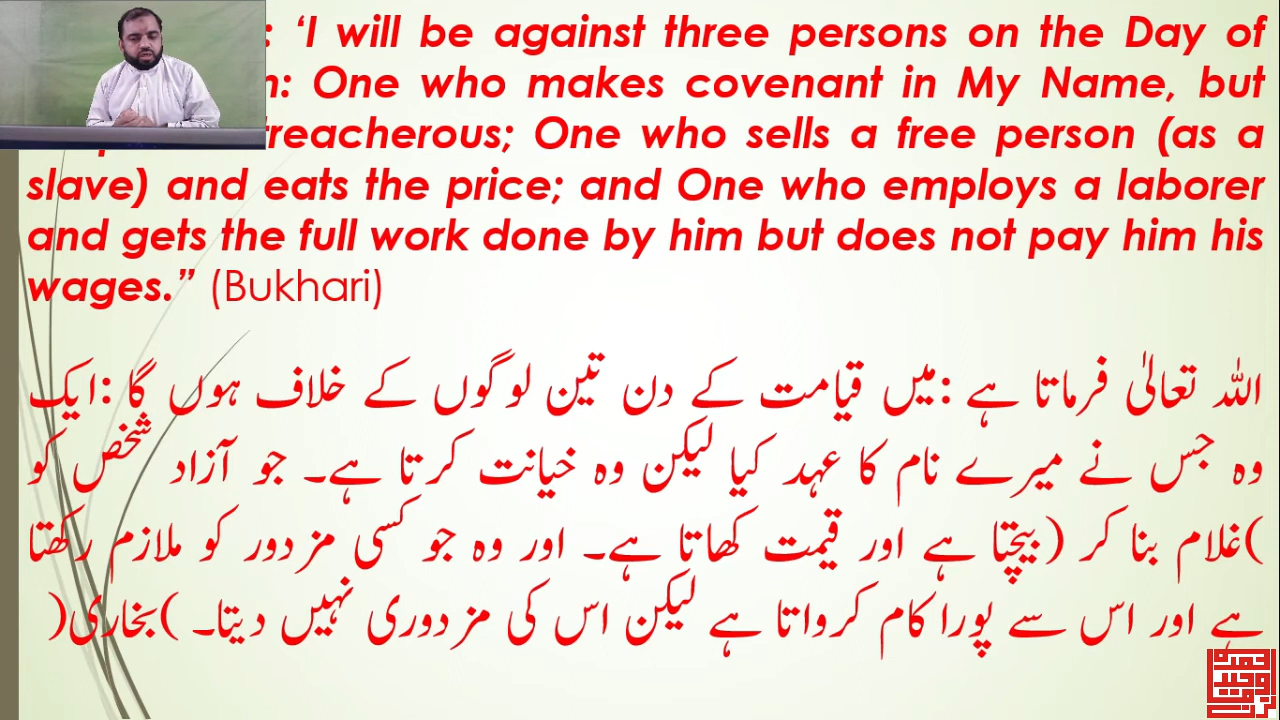 : ‘I will be against three persons on the Day of
: One who makes covenant in My Name, but
treacherous; One who sells a free person (as a
slave) and eats the price; and One who employs a laborer
and gets the full work done by him but does not pay him his
wages.” (Bukhari)
اللہ تعالیٰ فرماتا ہے :میں قیامت کے دن تین لوگوں کے خلاف ہوں گا :ایک
وہ جس نے میرے نام کا عہد کیا لیکن وہ خیانت کرتا ہے۔ جو آزاد شخص کو
)غلام بنا کر (بیچتا ہے اور قیمت کھاتا ہے۔ اور وہ جو کسی مزدور کو ملازم رکھتا
ہے اور اس سے پورا کام کرواتا ہے لیکن اس کی مزدوری نہیں دیتا۔ )بخاری(